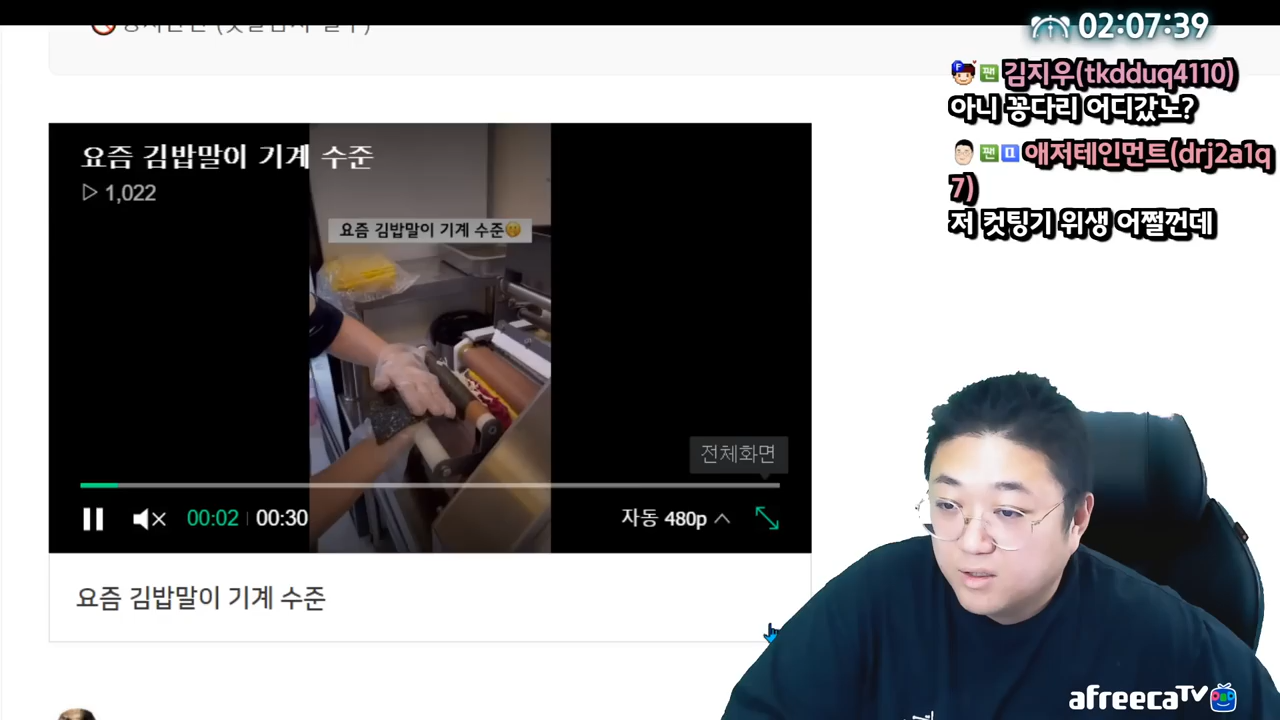 02:07:39
팬 김지우(tkdduq4110)
아니 꽁다리 어디갔노?
팬 애저테인먼트(drj2a1q
7)
저 컷팅기 위생 어쩔껀데
요즘 김밥말이 기계 수준
1,022
요즘 김밥말이 기계 수준
전체화면
00:02 00:30
자동 480p
요즘 김밥말이 기계 수준
afreecaTV